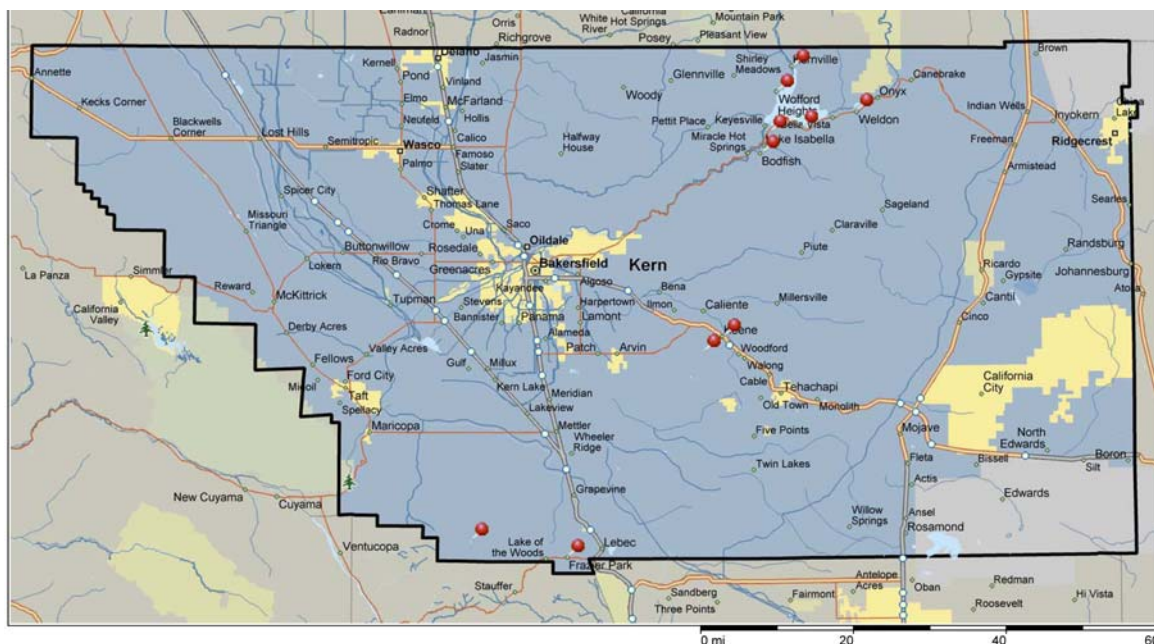 Orris
Radnor
Richgrove
White
River
California
Hot Springs
Posey
Mountain Park
Pleasant View
Delano
Jasmin
Kernell
Pond
Vinland
Elmo
McFarland
Hollis
Neufeld
Calico
Famoso
Slater
Wasco
Palmo
Semitropic
Lost Hills
Blackwells
Corner
Kecks Corner
Annette
Woody
Glennville
Shirley
Meadows
Kernville
Wofford
Heights
Pettit Place
Keyesville
Miracle Hot
Springs
Bodfish
Weldon
Onyx
Canebrake
Brown
Indian Wells
Inyokern
China
Lake
Ridgecrest
Freeman
Armistead
Searles
Halfway
House
Spicer City
Missouri
Triangle
Shafter
Thomas Lane
Crome
Una
Saco
Rosedale
Oildale
Buttonwillow
Rio Bravo
Greenacres
Bakersfield
Kern
Lokern
Sageland
Claraville
Piute
Randsburg
Ricardo
Gypsite
Johannesburg
Cantil
Cinco
La Panza
Simmler
California
Valley
Reward
McKittrick
Tupman
Kayandee
Stevens
Bannister
Panama
Algoso
Harpertown
Lamont
Bena
Ilmon
Caliente
Millersville
Alameda
Keene
Derby Acres
Fellows
Valley Acres
Gulf
Millux
Patch
Arvin
Woodford
Walong
Cable
Tehachapi
Ford City
Taft
Spellacy
Maricopa
Kern Lake
Meridian
Lakeview
Old Town
Monolith
California
City
Mettler
Wheeler
Ridge
Five Points
Mojave
North
Edwards
Fleta
Bissell
Boron
Silt
Twin Lakes
Actis
New Cuyama
Cuyama
Grapevine
Edwards
Willow
Springs
Ansel
Rosamond
Ventucopa
Lake of
the Woods
Lebec
Frazier Park
Stauffer
Sandberg
Three Points
Fairmont
Antelope
Acres
Oban
Redman
Roosevelt
Hi Vista
0 mi
20
40
60